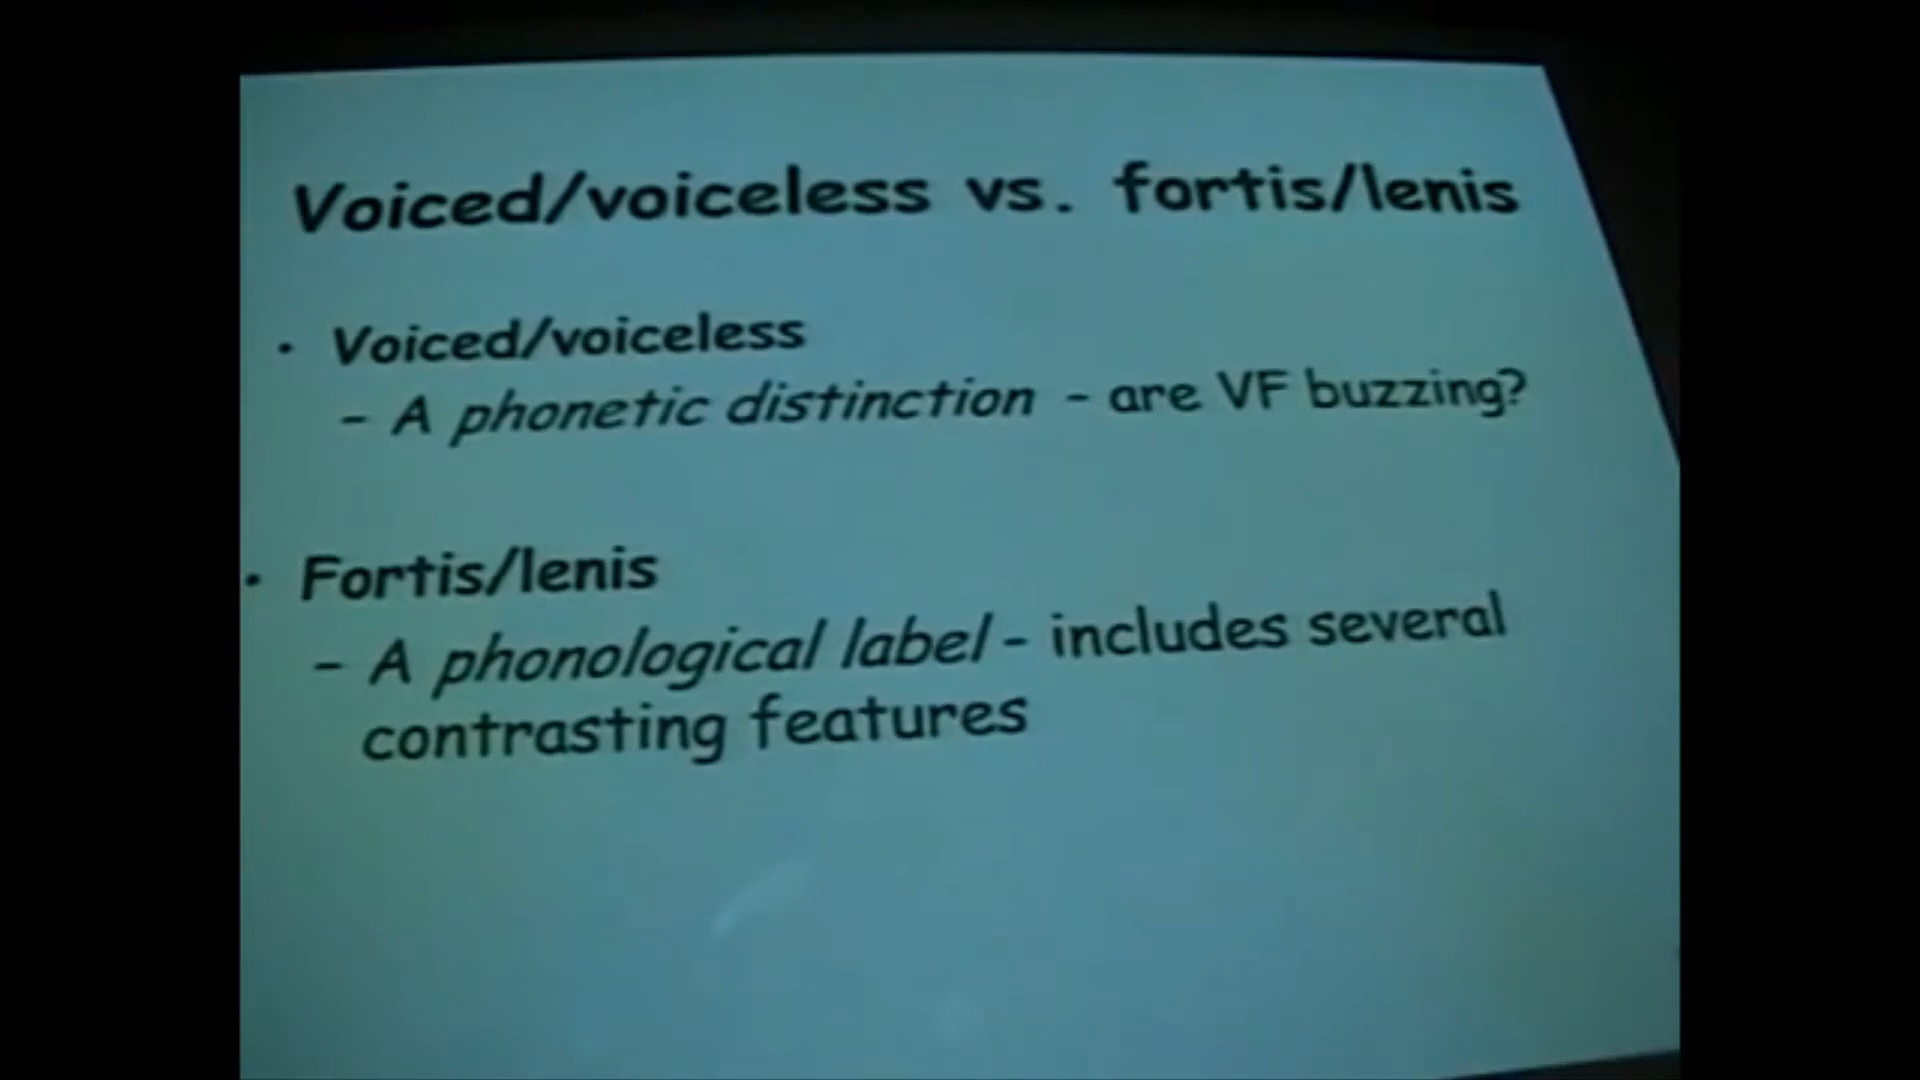 Voiced/voiceless vs. fortis/lenis
• Voiced/voiceless
– A phonetic distinction - are VF buzzing?
• Fortis/lenis
– A phonological label - includes several
contrasting features